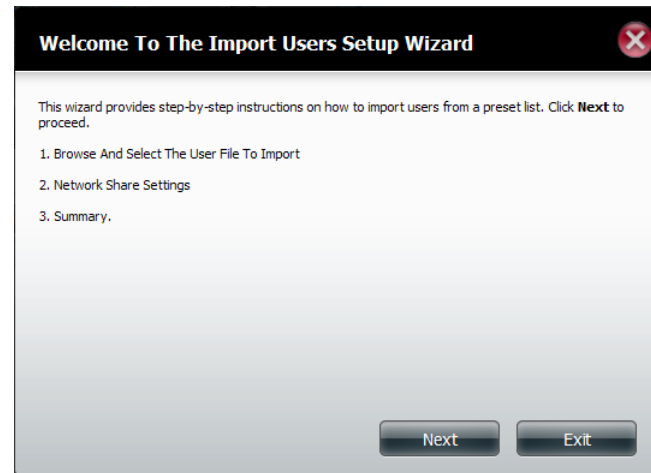 Welcome To The Import Users Setup Wizard
This wizard provides step-by-step instructions on how to import users from a preset list. Click Next to
proceed.
1. Browse And Select The User File To Import
2. Network Share Settings
3. Summary.
Next Exit